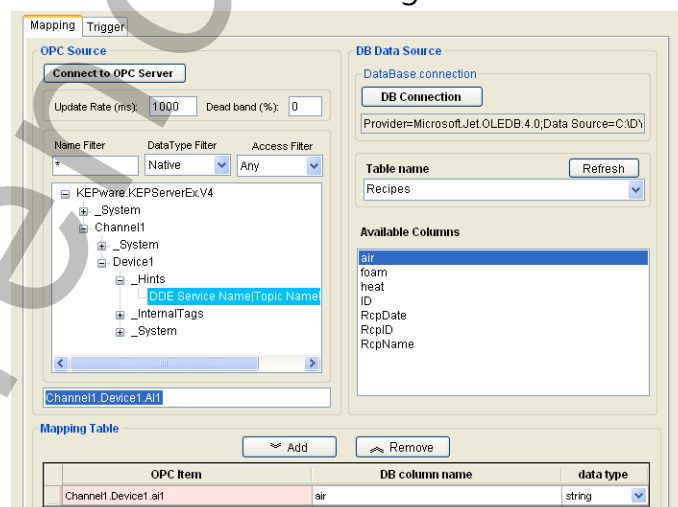 Mapping Trigger
OPC Source
Connect to OPC Server
Update Rate (ms): 1000 Dead band (%): 0
Name Filter DataType Filter Access Filter
* Native Any
KEPware.KEPServerEx.V4
_System
Channel1
_System
Device1
_Hints
DDE Service Name|Topic Name!
_InternalTags
_System
Channel1.Device1.AI1
DB Data Source
DataBase connection
DB Connection
Provider=Microsoft.Jet.OLEDB.4.0;Data Source=C:\D\
Table name Refresh
Recipes
Available Columns
air
foam
heat
ID
RcpDate
RcpID
RcpName
Mapping Table
Add Remove
OPC Item DB column name data type
Channel1.Device1.ai1 air string